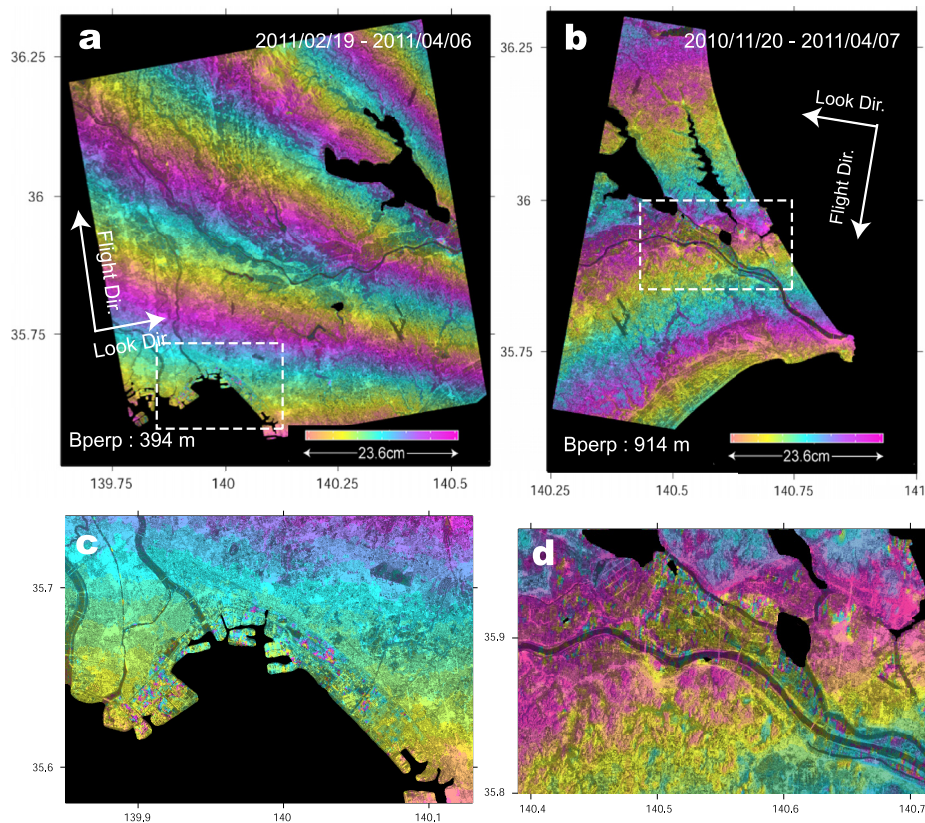 a
2011/02/19 - 2011/04/06
b
2010/11/20 - 2011/04/07
36.25
36
35.75
Flight Dir.
Look Dir.
Bperp : 394 m
23.6cm
139.75
140
140.25
140.5
36.25
36
35.75
Look Dir.
Flight Dir.
Bperp : 914 m
23.6cm
140.25
140.5
140.75
141
c
35.7
35.6
139.9
140
140.1
d
35.9
35.8
140.4
140.5
140.6
140.7